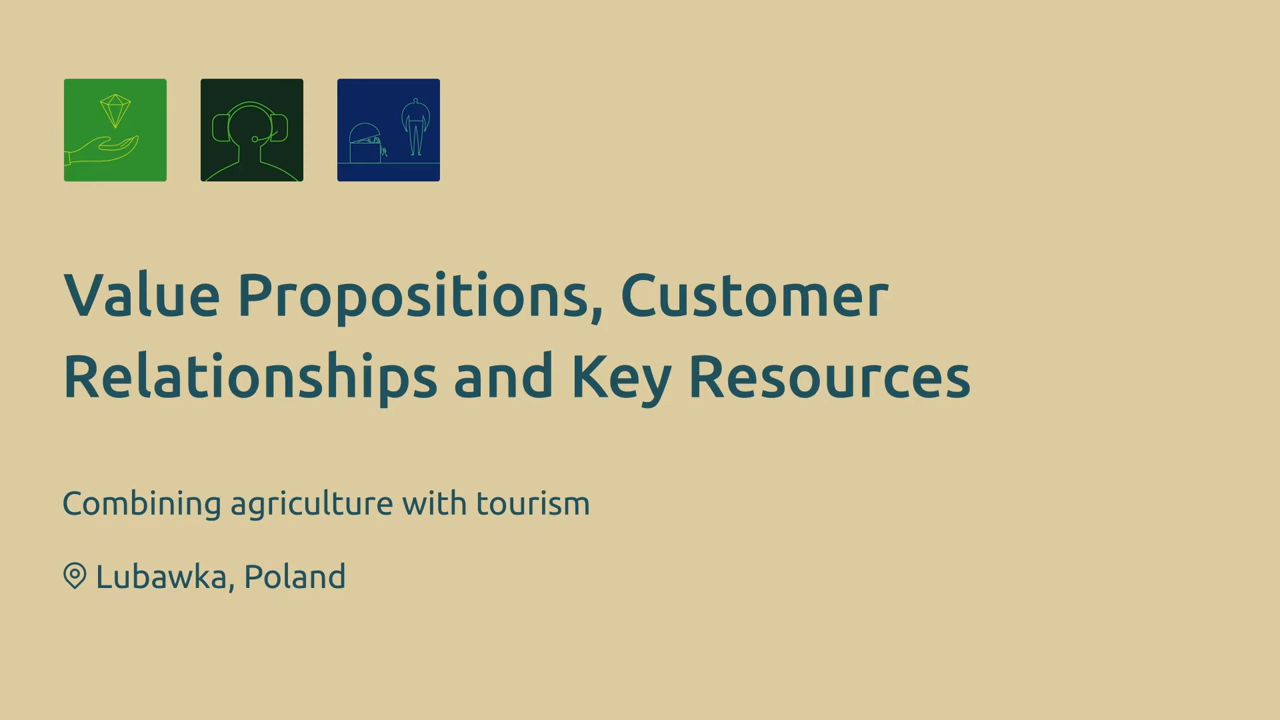 Value Propositions, Customer
Relationships and Key Resources
Combining agriculture with tourism
Lubawka, Poland